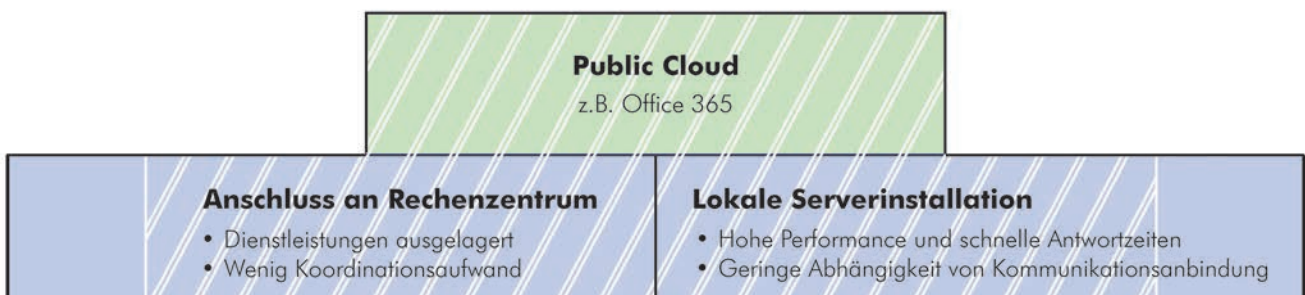 Public Cloud
z.B. Office 365
Anschluss an Rechenzentrum
• Dienstleistungen ausgelagert
• Wenig Koordinationsaufwand
Lokale Serverinstallation
• Hohe Performance und schnelle Antwortzeiten
• Geringe Abhängigkeit von Kommunikationsanbindung